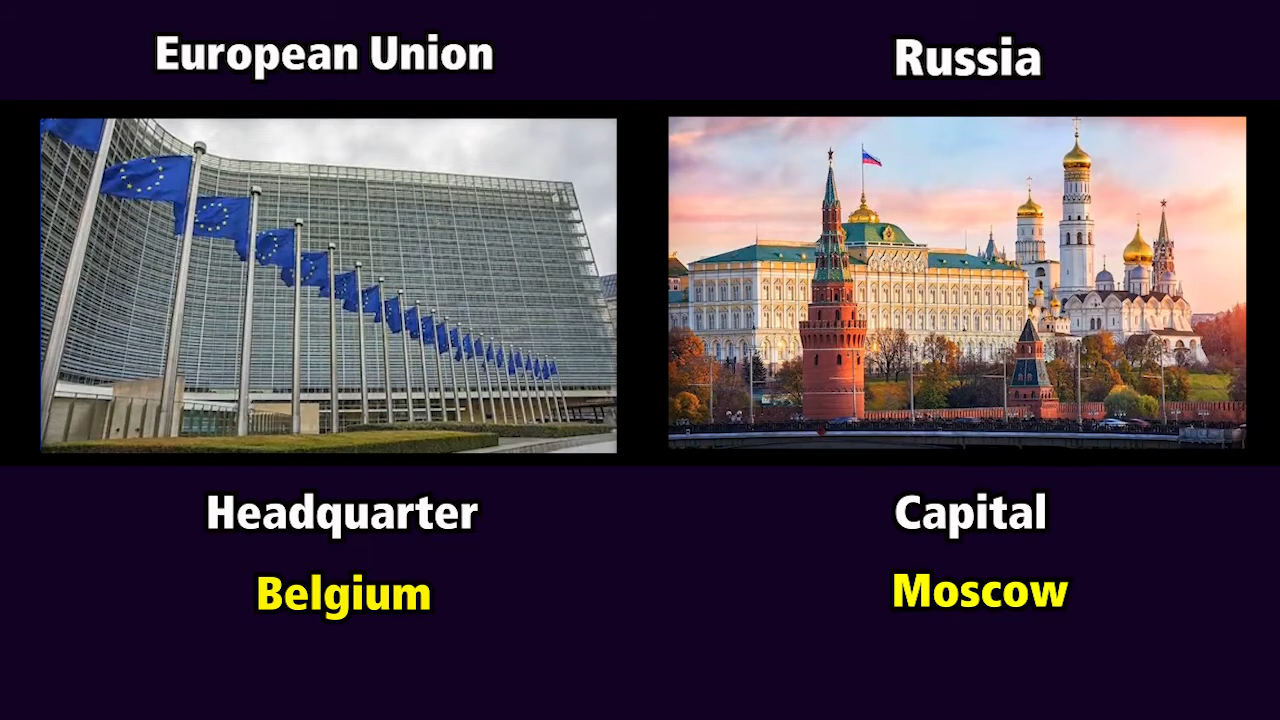 European Union
Russia
Headquarter
Capital
Belgium
Moscow